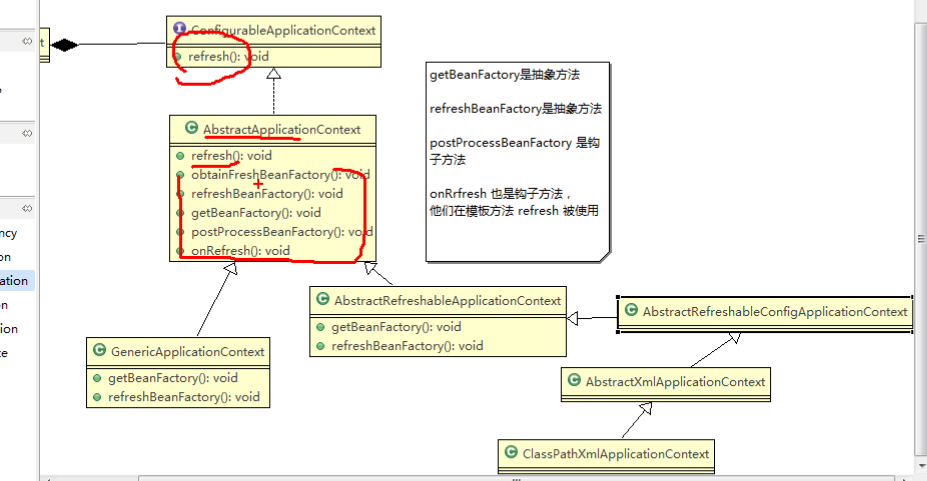 t
ConfigurableApplicationContext
refresh(): void
AbstractApplicationContext
refresh(): void
obtainFreshBeanFactory(): void
refreshBeanFactory(): void
getBeanFactory(): void
postProcessBeanFactory(): void
onRefresh(): void
getBeanFactory是抽象方法
refreshBeanFactory是抽象方法
postProcessBeanFactory 是钩
子方法
onRrfresh 也是钩子方法，
他们在模板方法 refresh 被使用
ncy
on
ation
n
ion
te
AbstractRefreshableApplicationContext
getBeanFactory(): void
refreshBeanFactory(): void
AbstractRefreshableConfigApplicationContext
GenericApplicationContext
getBeanFactory(): void
refreshBeanFactory(): void
AbstractXmlApplicationContext
ClassPathXmlApplicationContext